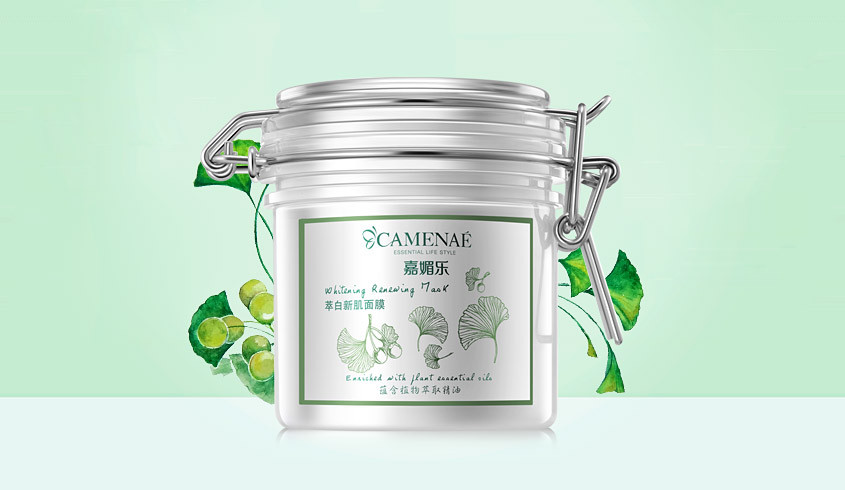 CAMENAÉ
ESSENTIAL LIFE STYLE
嘉媚乐
Whitening Renewing Mask
萃白新肌面膜
Enriched with plant essential oils
蕴含植物萃取精油